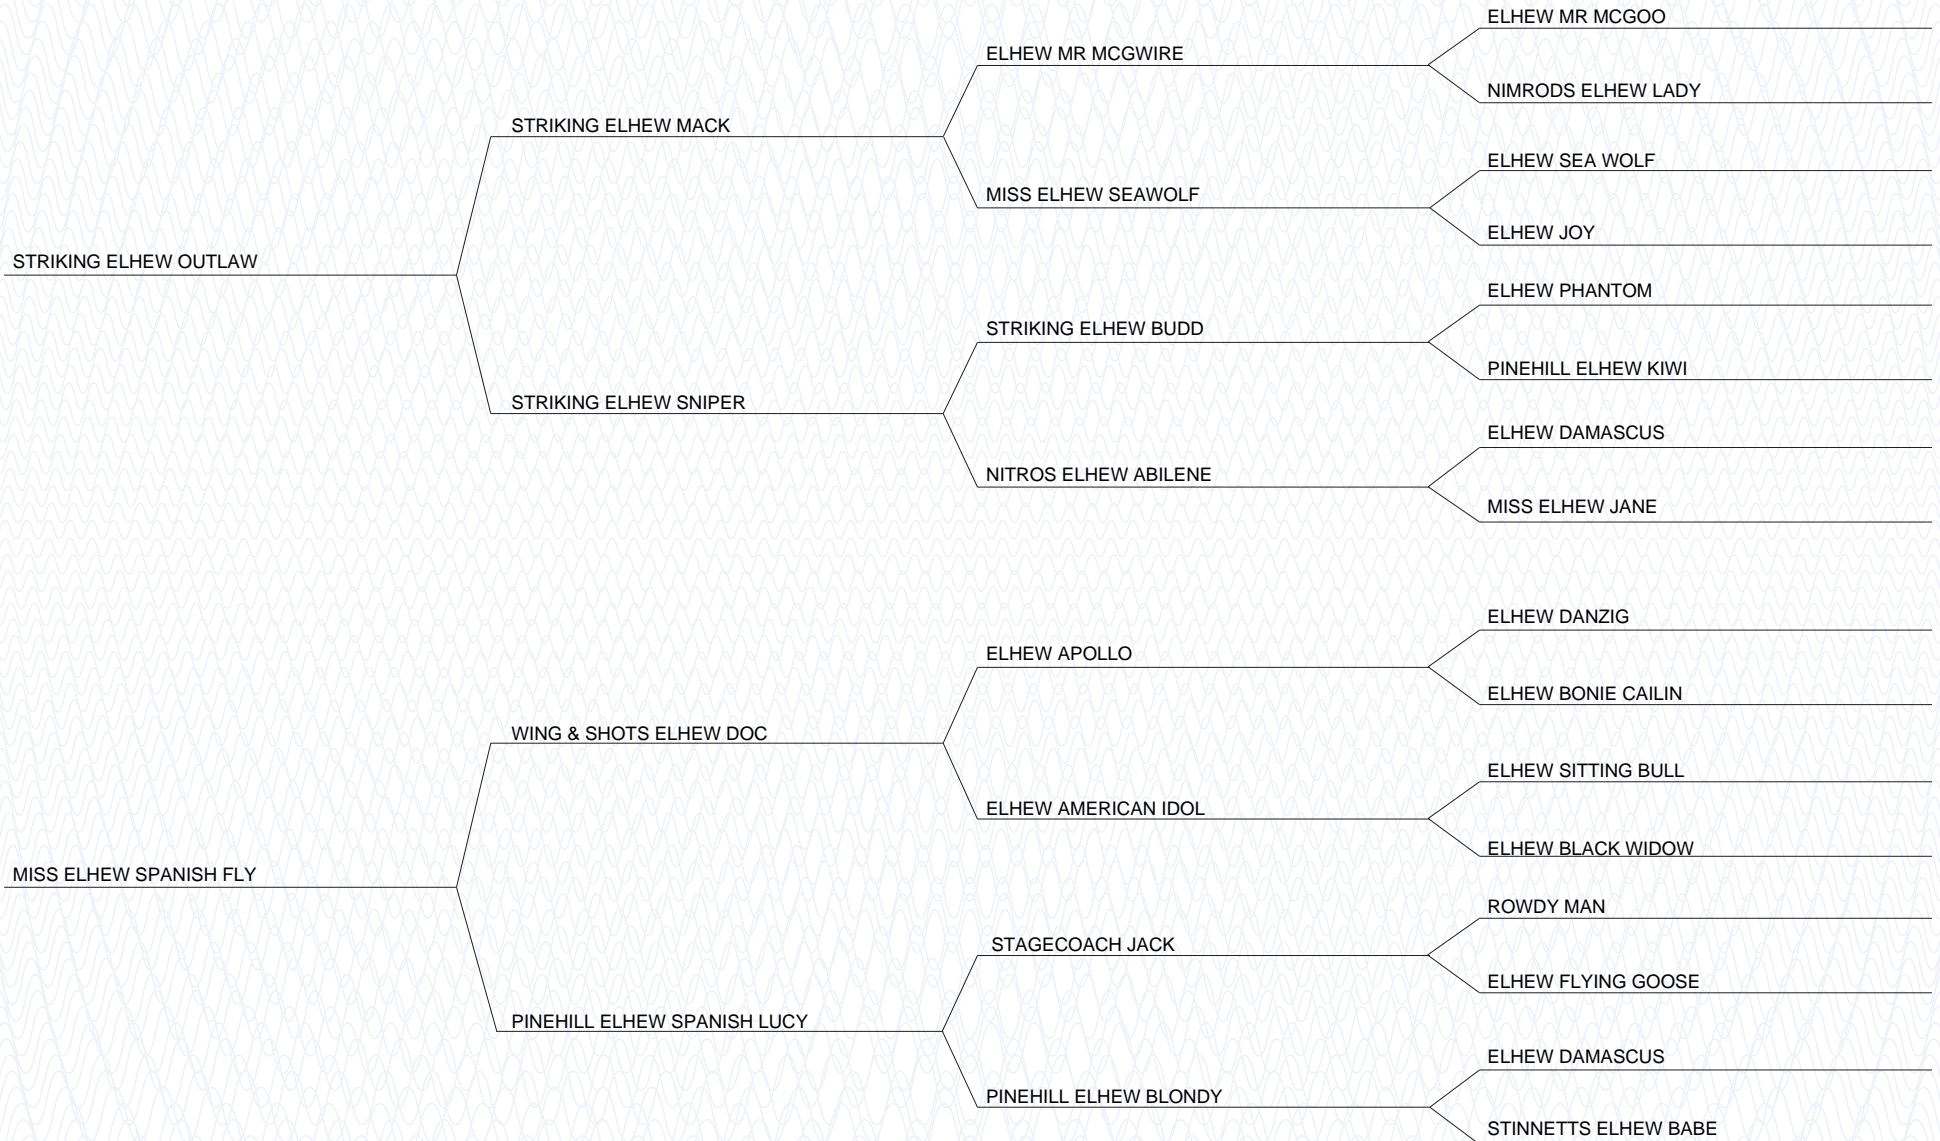 ELHEW MR MCGOO
ELHEW MR MCGWIRE
NIMRODS ELHEW LADY
STRIKING ELHEW MACK
ELHEW SEA WOLF
MISS ELHEW SEAWOLF
ELHEW JOY
STRIKING ELHEW OUTLAW
ELHEW PHANTOM
STRIKING ELHEW BUDD
PINEHILL ELHEW KIWI
STRIKING ELHEW SNIPER
ELHEW DAMASCUS
NITROS ELHEW ABILENE
MISS ELHEW JANE
ELHEW DANZIG
ELHEW APOLLO
ELHEW BONIE CAILIN
WING & SHOTS ELHEW DOC
ELHEW SITTING BULL
ELHEW AMERICAN IDOL
ELHEW BLACK WIDOW
MISS ELHEW SPANISH FLY
ROWDY MAN
STAGECOACH JACK
ELHEW FLYING GOOSE
PINEHILL ELHEW SPANISH LUCY
ELHEW DAMASCUS
PINEHILL ELHEW BLONDY
STINNETTS ELHEW BABE